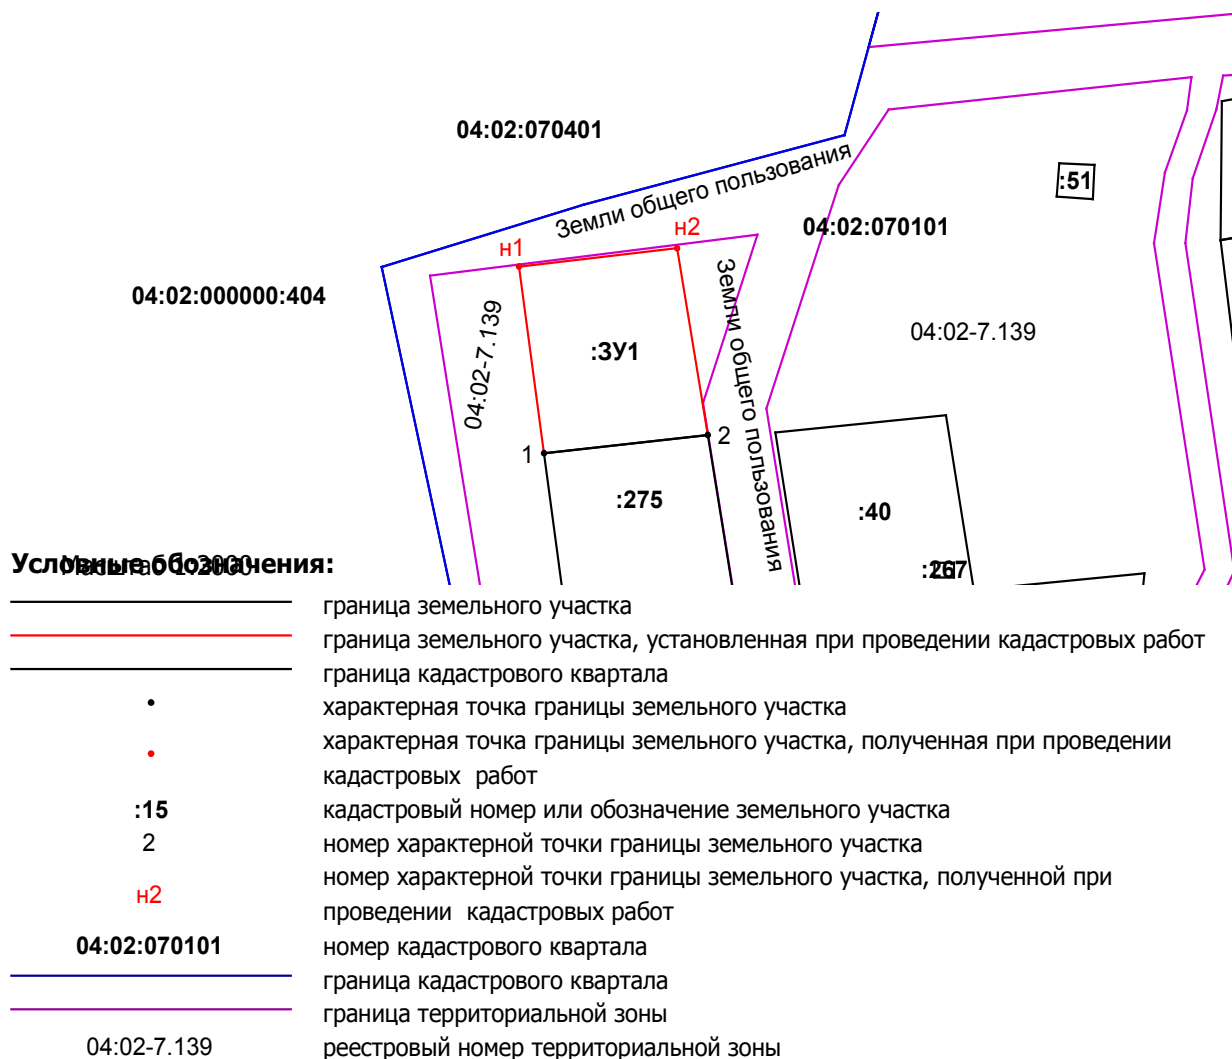 04:02:070401
Земли общего пользования
:51
04:02:070101
н1
н2
04:02:000000:404
04:02-7.139
Земли общего пользования
:ЗУ1
04:02-7.139
1
2
:275
:40
:267
Условные обозначения:
Масштаб 1:2000
граница земельного участка
граница земельного участка, установленная при проведении кадастровых работ
граница кадастрового квартала
характерная точка границы земельного участка
характерная точка границы земельного участка, полученная при проведении
кадастровых работ
:15 кадастровый номер или обозначение земельного участка
2 номер характерной точки границы земельного участка
номер характерной точки границы земельного участка, полученной при
н2
проведении кадастровых работ
04:02:070101 номер кадастрового квартала
граница кадастрового квартала
граница территориальной зоны
04:02-7.139 реестровый номер территориальной зоны